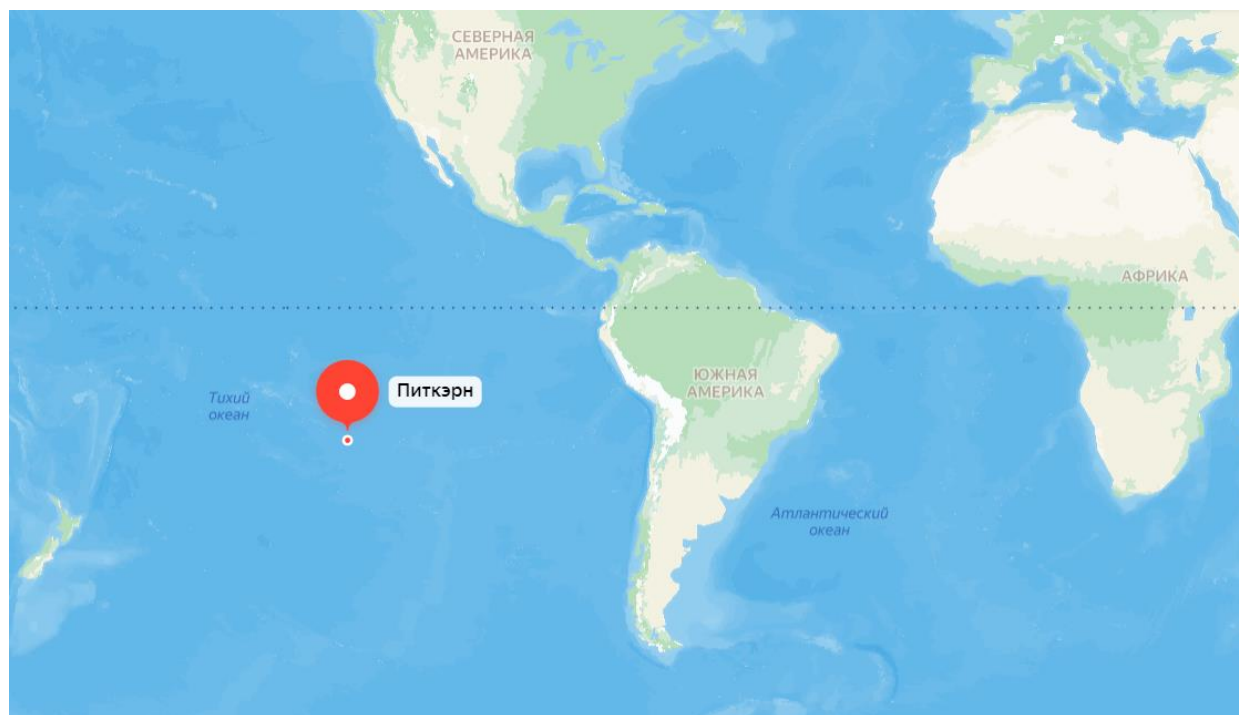 СЕВЕРНАЯ
АМЕРИКА
АФРИКА
ЮЖНАЯ
АМЕРИКА
Питкэрн
Тихий
океан
Атлантический
океан